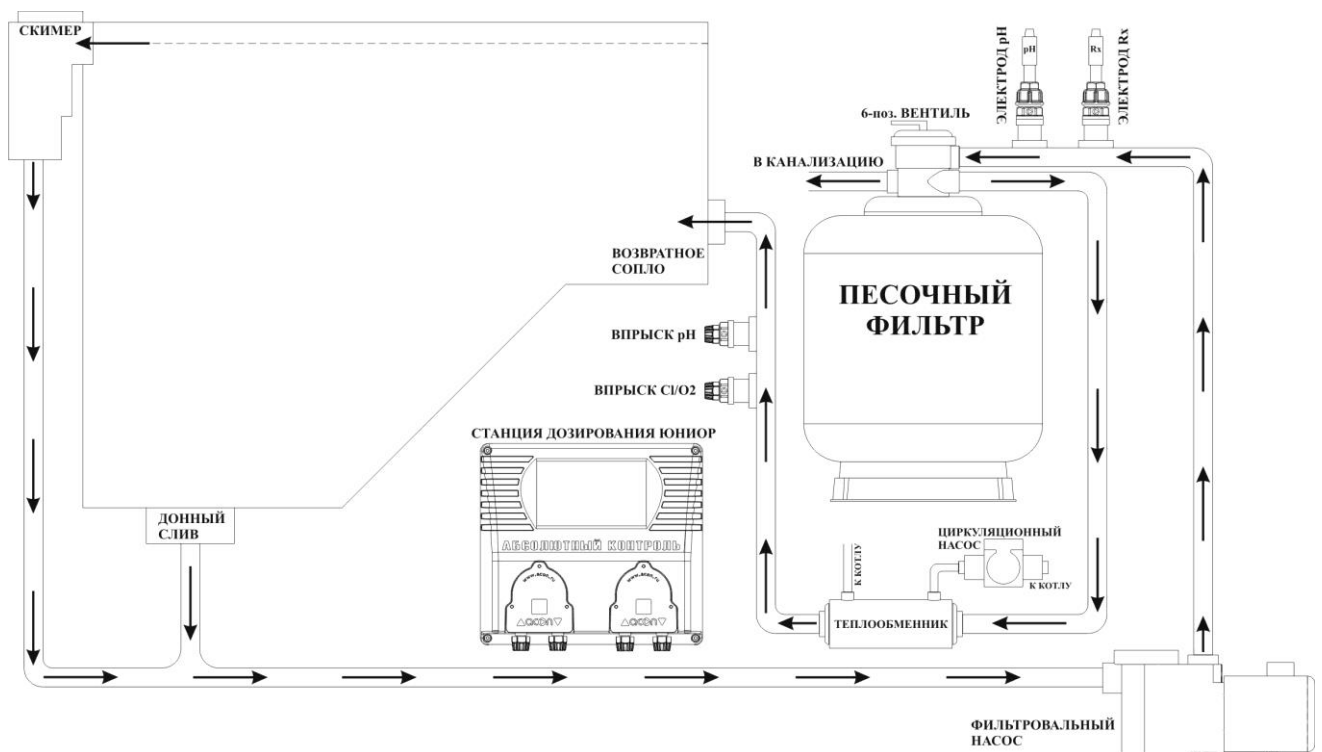 СКИМЕР
ЭЛЕКТРОД pH
pH
Rx
ЭЛЕКТРОД Rx
6-поз. ВЕНТИЛЬ
В КАНАЛИЗАЦИЮ
ВОЗВРАТНОЕ
СОПЛО
ПЕСОЧНЫЙ
ФИЛЬТР
ВПРЫСК pH
ВПРЫСК Cl/O2
СТАНЦИЯ ДОЗИРОВАНИЯ ЮНИОР
АБСОЛЮТНЫЙ КОНТРОЛЬ
ДОННЫЙ
СЛИВ
ЦИРКУЛЯЦИОННЫЙ
НАСОС
К КОТЛУ
К КОТЛУ
ТЕПЛООБМЕННИК
ФИЛЬТРОВАЛЬНЫЙ
НАСОС